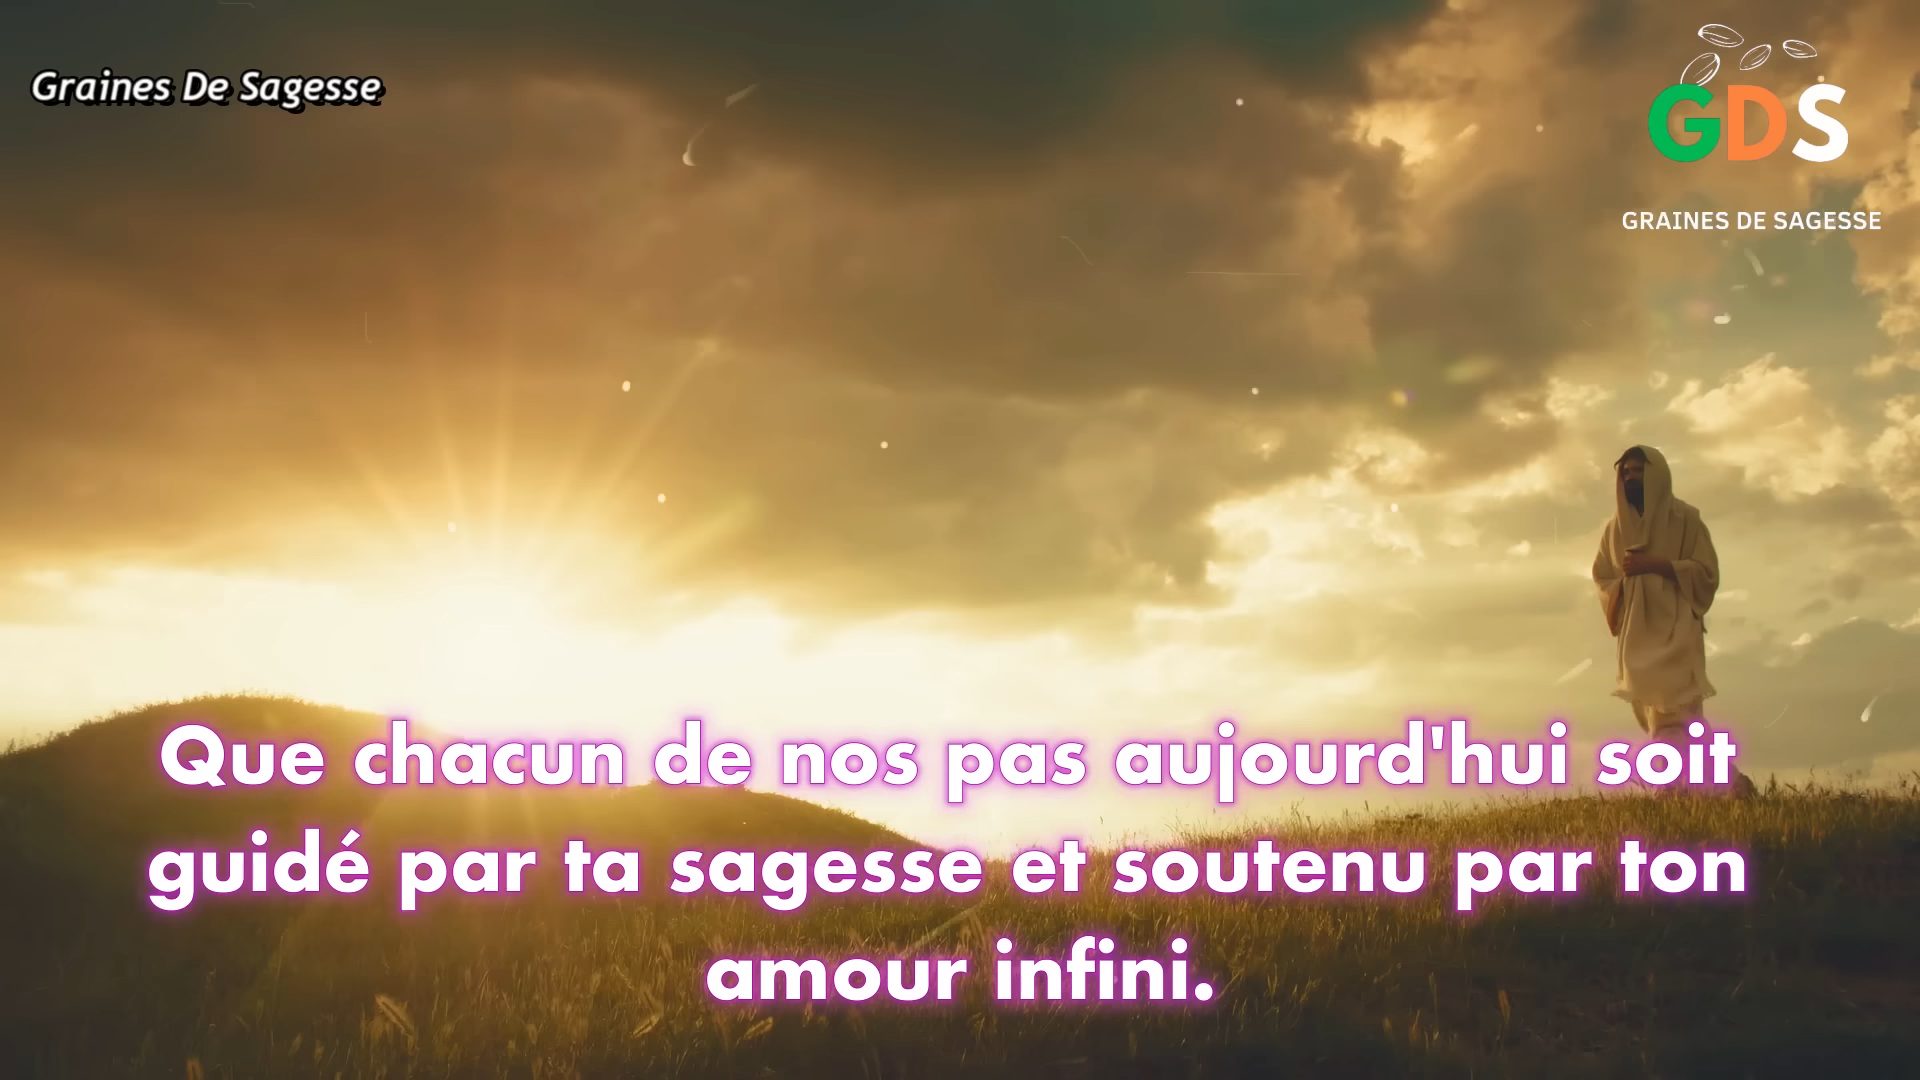 Graines De Sagesse
GDS
GRAINES DE SAGESSE
Que chacun de nos pas aujourd'hui soit
guidé par ta sagesse et soutenu par ton
amour infini.